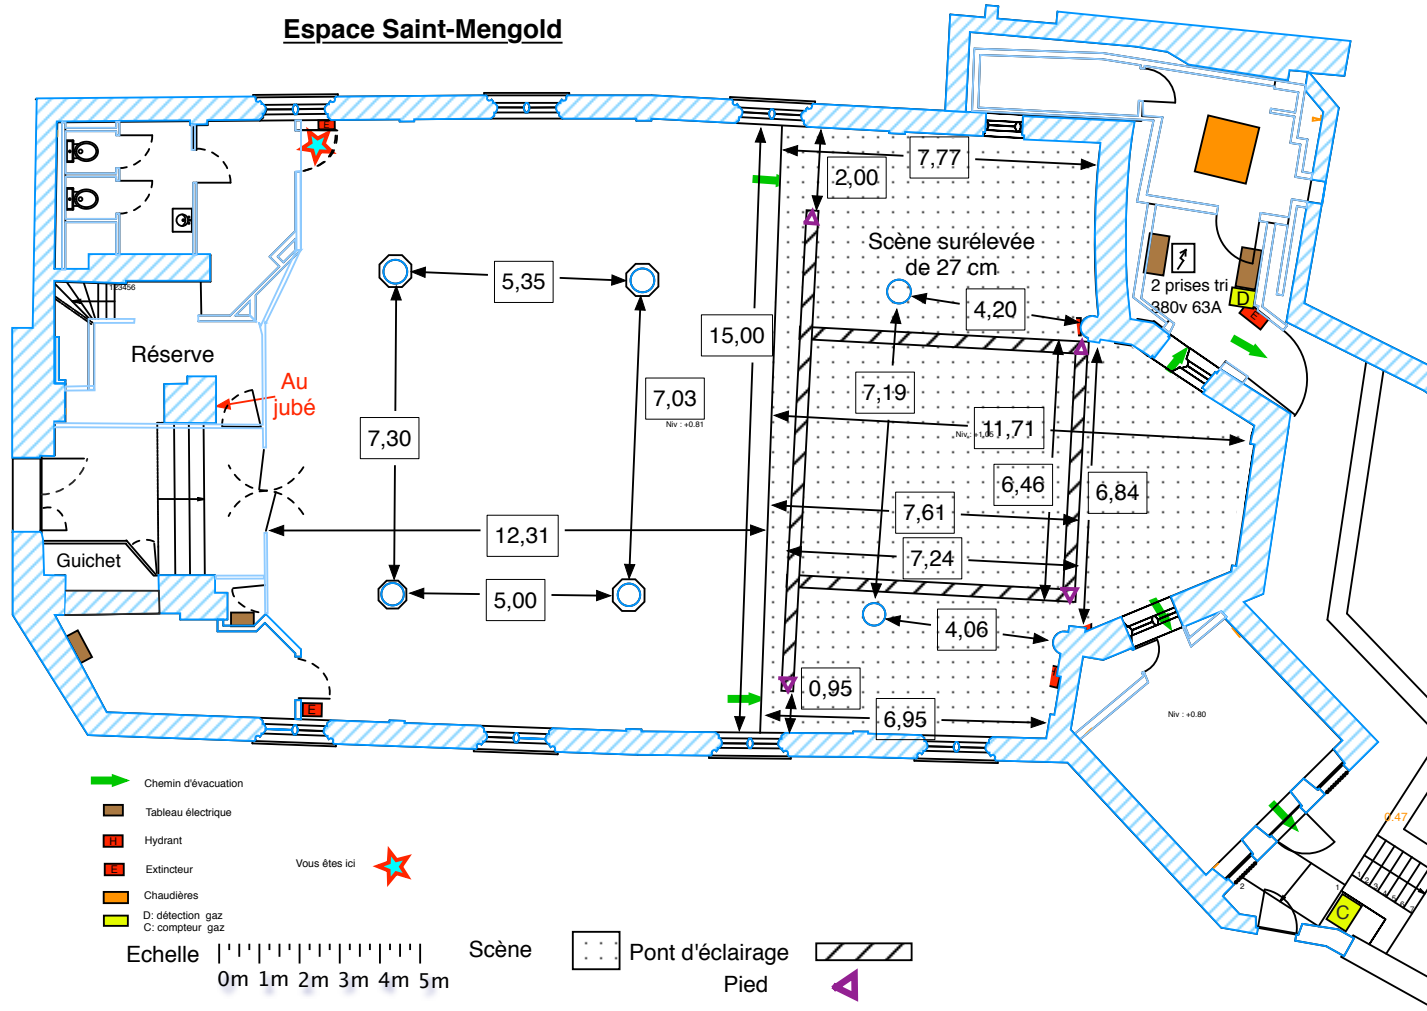 Espace Saint-Mengold
E
7,77
2,00
Scène surélevée
de 27 cm
5,35
4,20
2 prises tri
380v 63A
D
E
123456
15,00
Réserve
Au
jubé
7,19
7,03
Niv : +0.81
7,30
11,71
6,46
6,84
7,61
12,31
7,24
Guichet
5,00
4,06
0,95
6,95
E
Niv : +0.80
Chemin d'évacuation
Tableau électrique
H Hydrant
E Extincteur
Vous êtes ici
Chaudières
D: détection gaz
C: compteur gaz
0,47
C
Echelle
0m 1m 2m 3m 4m 5m
Scène
Pont d'éclairage
Pied